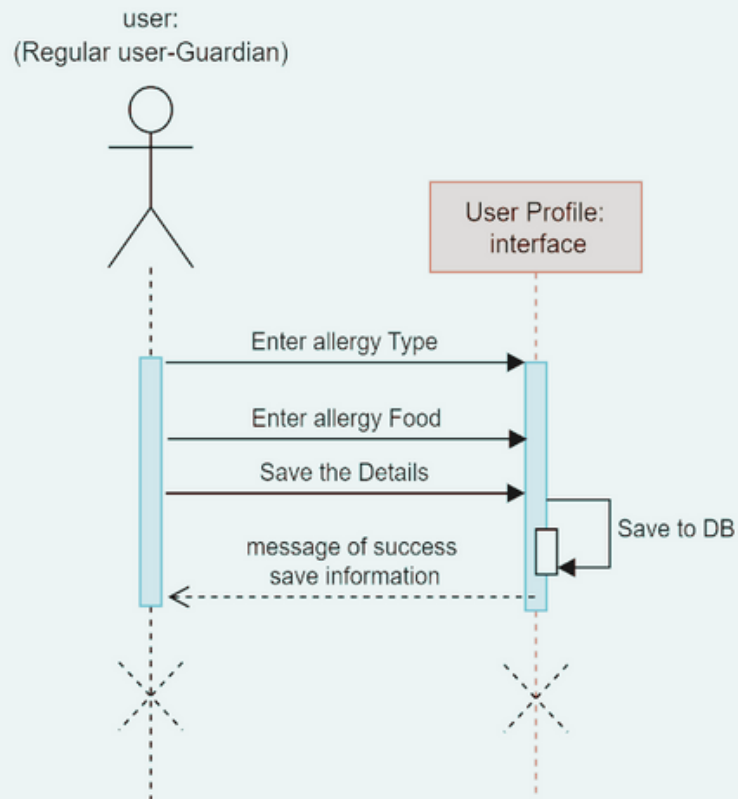 user:
(Regular user-Guardian)
User Profile:
interface
Enter allergy Type
Enter allergy Food
Save the Details
Save to DB
message of success
save information